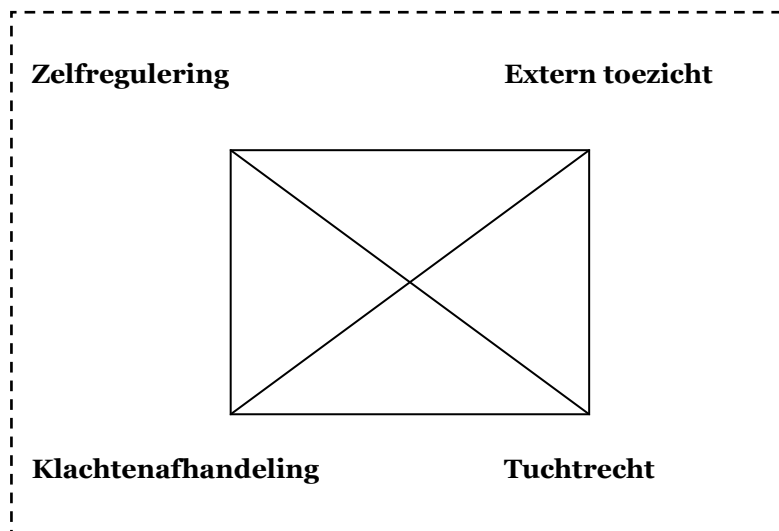 Zelfregulering
Extern toezicht
Klachtenafhandeling
Tuchtrecht